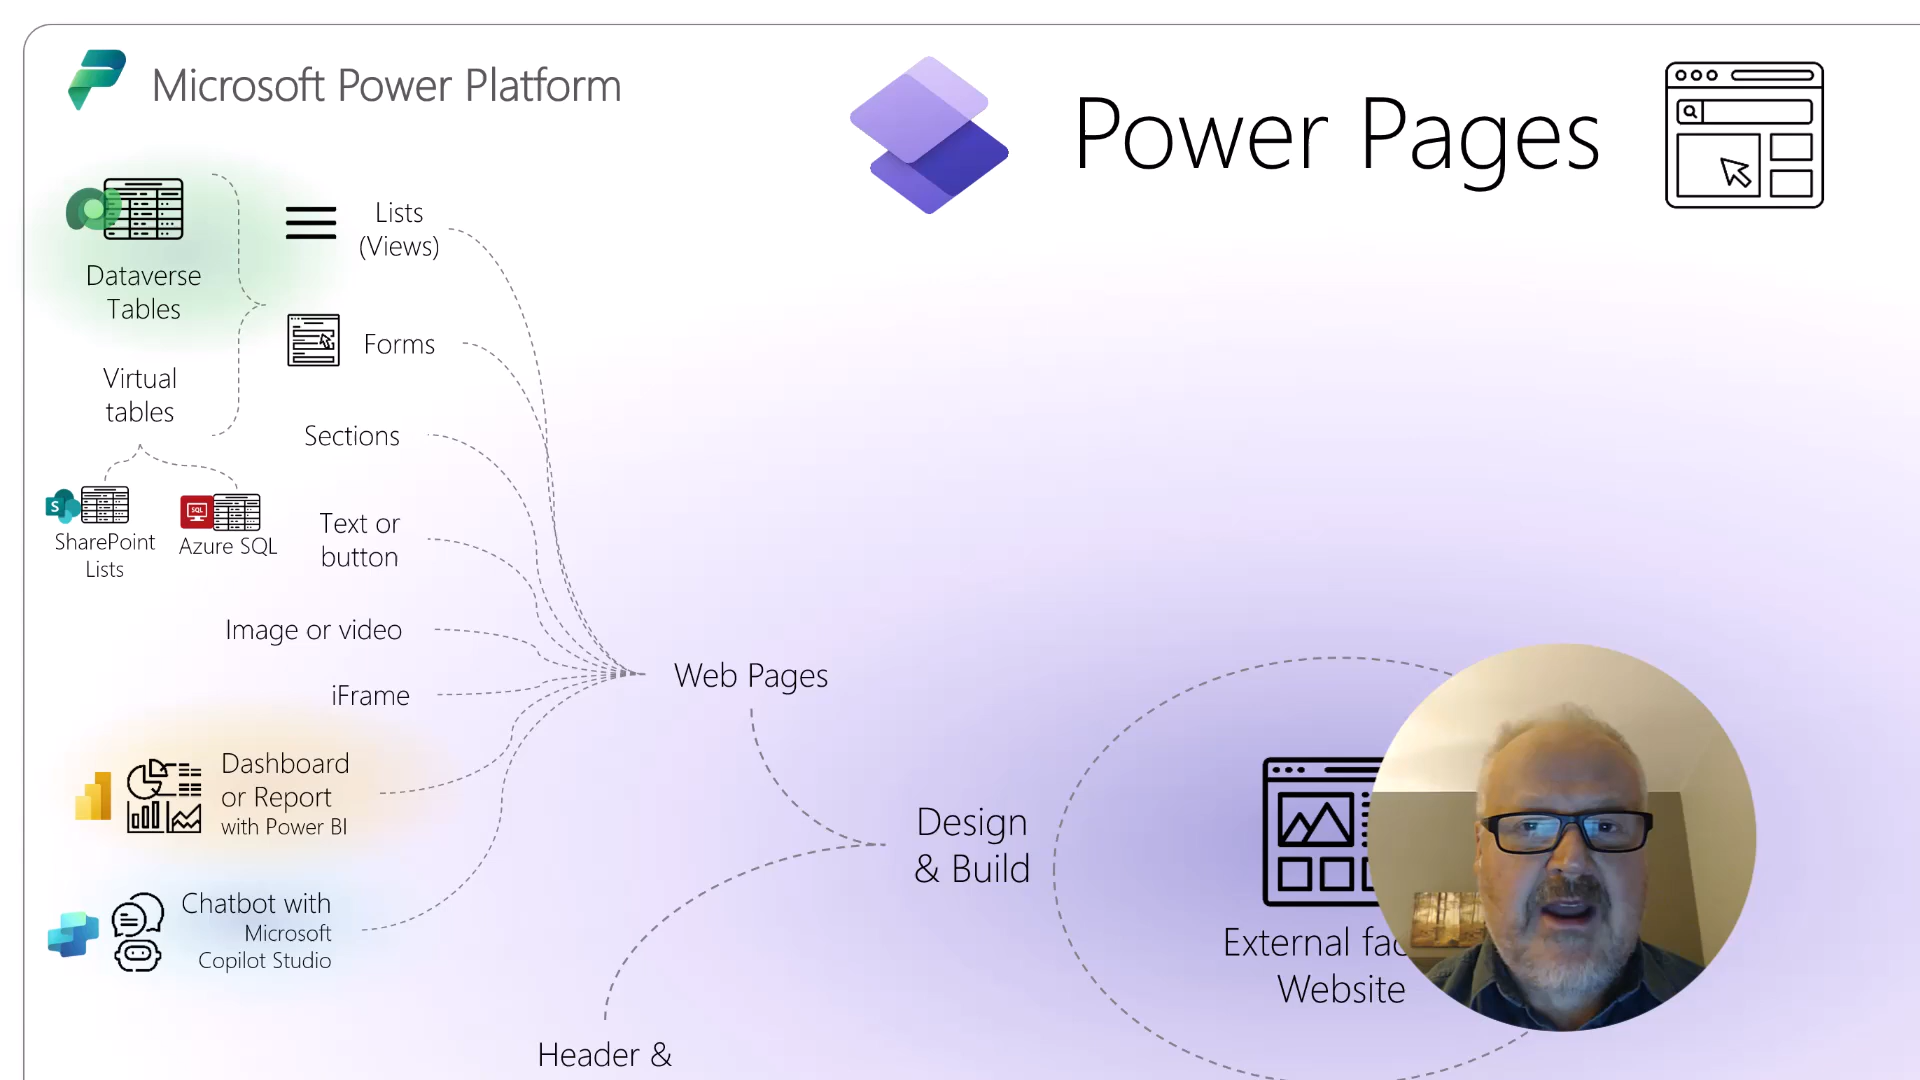 Microsoft Power Platform
Power Pages
Dataverse
Tables
Lists
(Views)
Forms
Virtual
tables
Sections
S
SharePoint
Lists
SQL
Azure SQL
Text or
button
Image or video
iFrame
Web Pages
Dashboard
or Report
with Power BI
Chatbot with
Microsoft
Copilot Studio
Design
& Build
External
Website
Header &